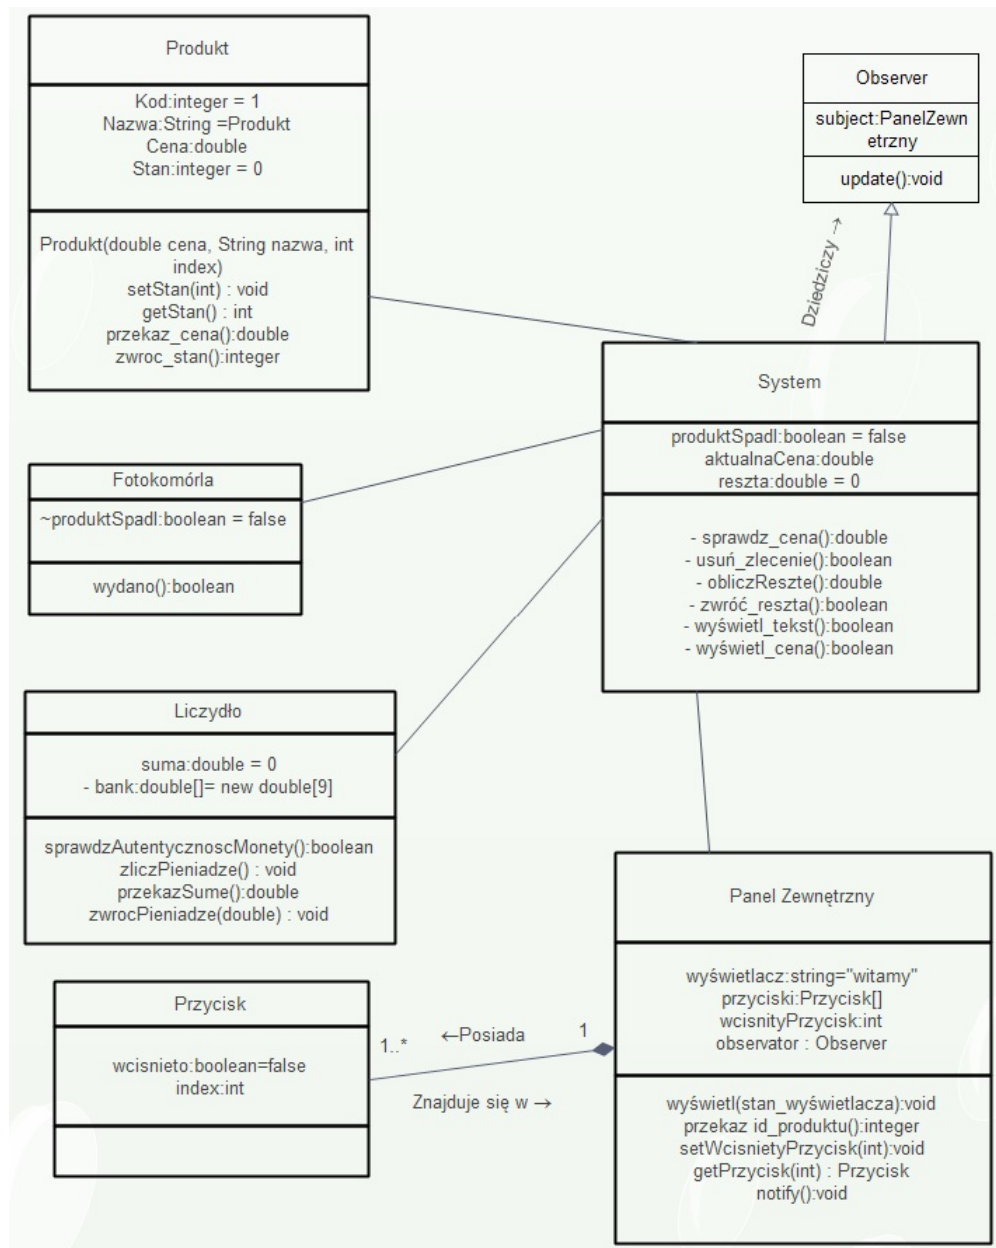 Produkt
Kod:integer = 1
Nazwa:String =Produkt
Cena:double
Stan:integer = 0
Produkt(double cena, String nazwa, int
index)
setStan(int) : void
getStan() : int
przekaz_cena():double
zwroc_stan():integer
Observer
subject:PanelZewn
etrzny
update():void
Dziedziczy →
System
produktSpadl:boolean = false
aktualnaCena:double
reszta:double = 0
- sprawdz_cena():double
- usuń_zlecenie():boolean
- obliczReszte():double
- zwróć_reszta():boolean
- wyświetl_tekst():boolean
- wyświetl_cena():boolean
Fotokomórla
~produktSpadl:boolean = false
wydano():boolean
Liczydło
suma:double = 0
- bank:double[]= new double[9]
sprawdzAutentycznoscMonety():boolean
zliczPieniadze() : void
przekazSume():double
zwrocPieniadze(double) : void
Przycisk
wcisnieto:boolean=false
index:int
1..*
←Posiada
1
Znajduje się w →
Panel Zewnętrzny
wyświetlacz:string="witamy"
przyciski:Przycisk[]
wcisnityPrzycisk:int
observator : Observer
wyświetl(stan_wyświetlacza):void
przekaz id_produktu():integer
setWcisnietyPrzycisk(int):void
getPrzycisk(int) : Przycisk
notify():void